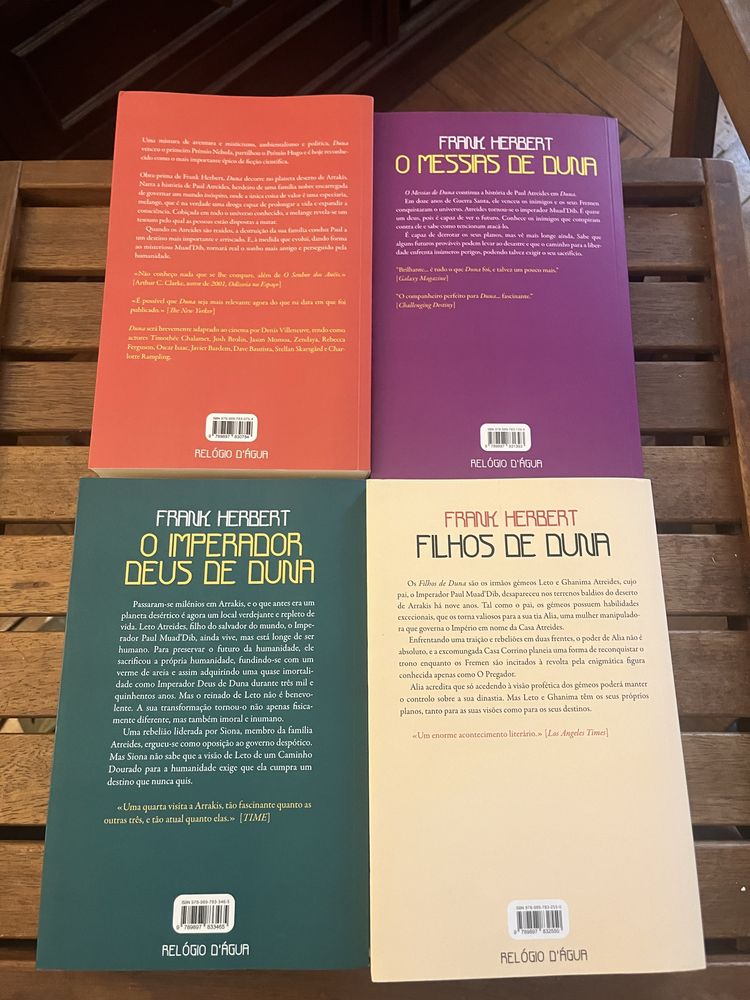 Uma mistura de aventura e misticismo, ambientalismo e política, Duna
venceu o primeiro Prémio Nebula, partilhou o Prémio Hugo e é hoje reconhe-
cido como o mais importante épico de ficção científica.
Obra-prima de Frank Herbert, Duna decorre no planeta deserto de Arrakis.
Narra a história de Paul Atreides, herdeiro de uma família nobre encarregada
de governar um mundo inóspito, onde a única coisa de valor é uma especiaria,
melange, que é na verdade uma droga capaz de prolongar a vida e expandir a
consciência. Cobiçada em todo o universo conhecido, a melange revela-se um
tesouro pelo qual as pessoas estão dispostas a matar.
Quando os Atreides são traídos, a destruição da sua família conduz Paul a
um destino mais importante e arriscado. E, à medida que evolui, dando forma
ao misterioso Muad'Dib, tornará real o sonho mais antigo e perseguido pela
humanidade.
«Não conheço nada que se lhe compare, além de O Senhor dos Anéis.»
[Arthur C. Clarke, autor de 2001, Odisseia no Espaço]
«É possível que Duna seja mais relevante agora do que na data em que foi
publicado.» [The New Yorker]
Duna será brevemente adaptado ao cinema por Denis Villeneuve, tendo como
actores Timothée Chalamet, Josh Brolin, Jason Momoa, Zendaya, Rebecca
Ferguson, Oscar Isaac, Javier Bardem, Dave Bautista, Stellan Skarsgård e Char-
lotte Rampling.
RELÓGIO D'ÁGUA
FRANK HERBERT
O MESSIAS DE DUNA
O Messias de Duna continua a história de Paul Atreides em Duna.
Em doze anos de Guerra Santa, ele venceu os inimigos e os seus Fremen
conquistaram o universo. Atreides tornou-se o imperador Muad'Dib. É quase
um deus, pois é capaz de ver o futuro. Conhece os inimigos que conspiram
contra ele e sabe como tencionam atacá-lo.
É capaz de derrotar os seus planos, mas vê mais longe ainda, Sabe que
alguns futuros prováveis podem levar ao desastre e que o caminho para a liber-
dade enfrenta inúmeros perigos, podendo talvez exigir o seu sacrifício.
"Brilhante... é tudo o que Duna foi, e talvez um pouco mais."
[Galaxy Magazine]
"O companheiro perfeito para Duna... fascinante."
[Challenging Destiny]
RELÓGIO D'ÁGUA
FRANK HERBERT
O IMPERADOR
DEUS DE DUNA
Passaram-se milénios em Arrakis, e o que antes era um
planeta desértico é agora um local verdejante e repleto de
vida. Leto Atreides, filho do salvador do mundo, o Impe-
rador Paul Muad'Dib, ainda vive, mas está longe de ser
humano. Para preservar o futuro da humanidade, ele
sacrificou a própria humanidade, fundindo-se com um
verme de areia e assim adquirindo uma quase imortali-
dade como Imperador Deus de Duna durante três mil e
quinhentos anos. Mas o reinado de Leto não é benevo-
lente. A sua transformação tornou-o não apenas fisica-
mente diferente, mas também imoral e inumano.
Uma rebelião liderada por Siona, membro da família
Atreides, ergueu-se como oposição ao governo despótico.
Mas Siona não sabe que a visão de Leto de um Caminho
Dourado para a humanidade exige que ela cumpra um
destino que nunca quis.
«Uma quarta visita a Arrakis, tão fascinante quanto as
outras três, e tão atual quanto elas.» [TIME]
ISBN 978-989-783-346-5
9 789897 833465
RELÓGIO D'ÁGUA
FRANK HERBERT
FILHOS DE DUNA
Os Filhos de Duna são os irmãos gémeos Leto e Ghanima Atreides, cujo
pai, o Imperador Paul Muad'Dib, desapareceu nos terrenos baldios do deserto
de Arrakis há nove anos. Tal como o pai, os gémeos possuem habilidades
excecionais, que os torna valiosos para a sua tia Alia, uma mulher manipulado-
ra que governa o Império em nome da Casa Atreides.
Enfrentando uma traição e rebeliões em duas frentes, o poder de Alia não é
absoluto, e a excomungada Casa Corrino planeia uma forma de reconquistar o
trono enquanto os Fremen são incitados à revolta pela enigmática figura
conhecida apenas como O Pregador.
Alia acredita que só acedendo à visão profética dos gémeos poderá manter
o controlo sobre a sua dinastia. Mas Leto e Ghanima têm os seus próprios
planos, tanto para as suas visões como para os seus destinos.
«Um enorme acontecimento literário.» [Los Angeles Times]
RELÓGIO D'ÁGUA